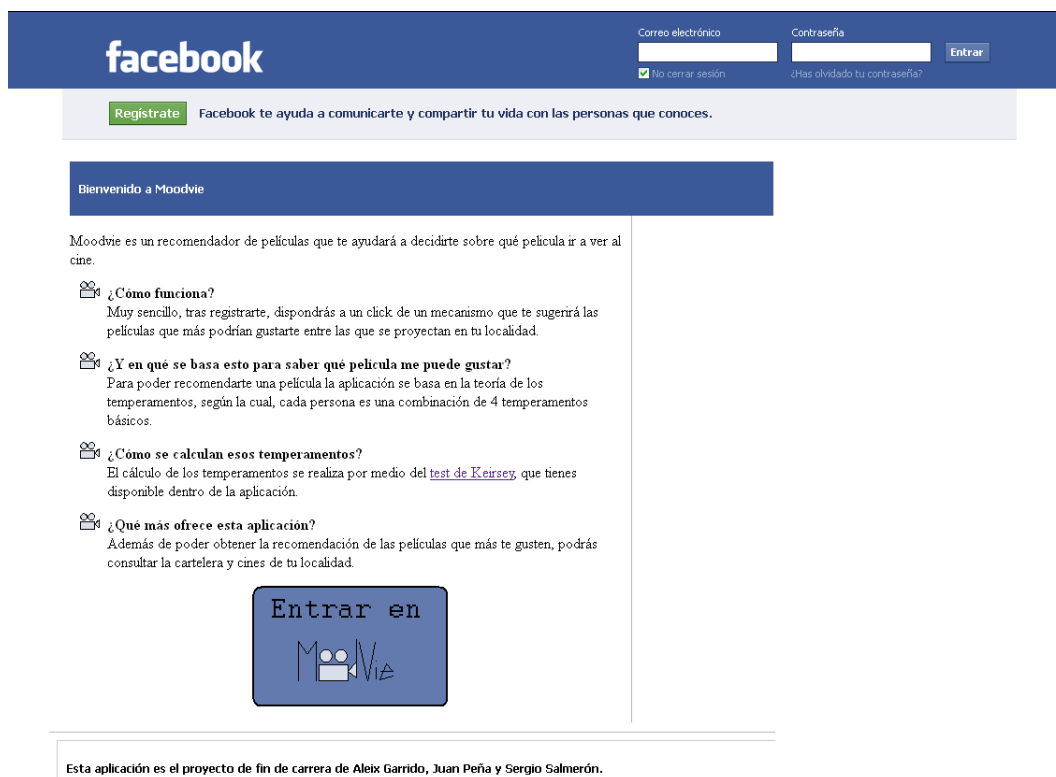 facebook
Correo electrónico
Contraseña
Entrar
No cerrar sesión
¿Has olvidado tu contraseña?
Regístrate
Facebook te ayuda a comunicarte y compartir tu vida con las personas que conoces.
Bienvenido a Moodvie
Moodvie es un recomendador de películas que te ayudará a decidirte sobre qué pelicula ir a ver al
cine.
¿Cómo funciona?
Muy sencillo, tras registrarte, dispondrás a un click de un mecanismo que te sugerirá las
películas que más podrían gustarte entre las que se proyectan en tu localidad.
¿Y en qué se basa esto para saber qué película me puede gustar?
Para poder recomendarte una película la aplicación se basa en la teoría de los
temperamentos, según la cual, cada persona es una combinación de 4 temperamentos
básicos.
¿Cómo se calculan esos temperamentos?
El cálculo de los temperamentos se realiza por medio del test de Keirsey, que tienes
disponible dentro de la aplicación.
¿Qué más ofrece esta aplicación?
Además de poder obtener la recomendación de las películas que más te gusten, podrás
consultar la cartelera y cines de tu localidad.
Entrar en
MooVie
Esta aplicación es el proyecto de fin de carrera de Aleix Garrido, Juan Peña y Sergio Salmerón.